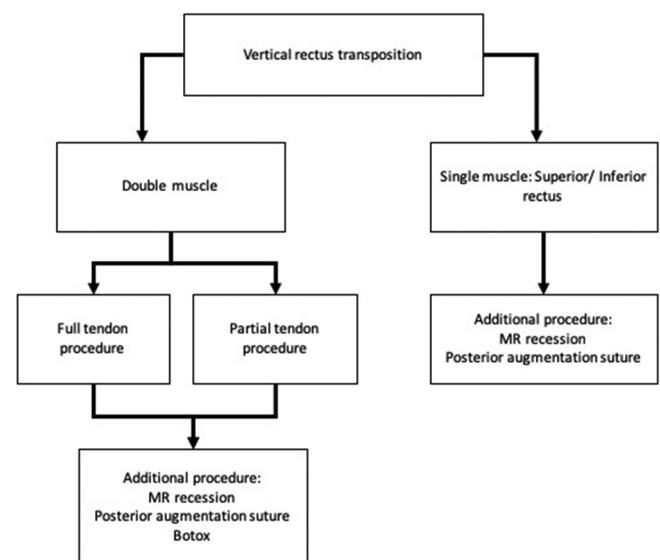 Vertical rectus transposition
Double muscle
Single muscle: Superior/ Inferior
rectus
Full tendon
procedure
Partial tendon
procedure
Additional procedure:
MR recession
Posterior augmentation suture
Additional procedure:
MR recession
Posterior augmentation suture
Botox